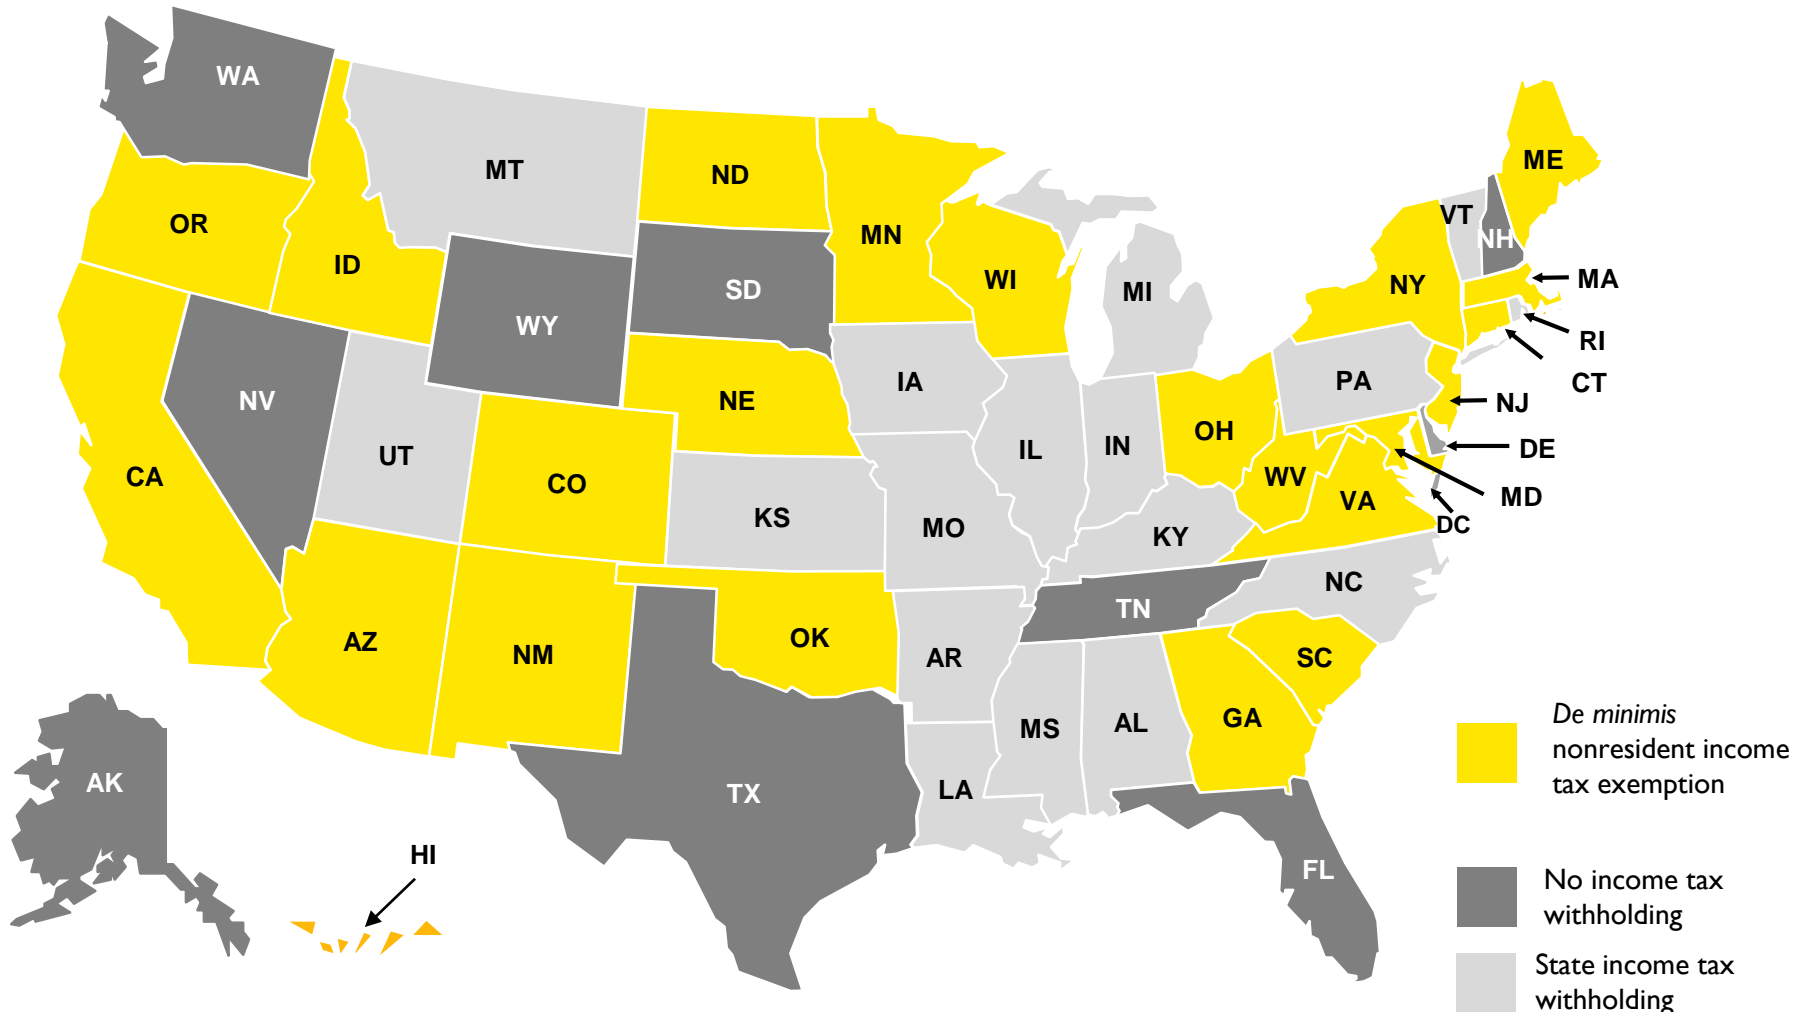 WA
MT
ND
ME
OR
MN
VT
NH
ID
WI
NY
MA
SD
MI
WY
RI
IA
PA
CT
NV
NE
NJ
UT
OH
IL
IN
DE
CA
CO
WV
MD
VA
KS
MO
DC
KY
NC
TN
AZ
NM
OK
AR
SC
MS
AL
GA
De minimis
nonresident income
tax exemption
AK
TX
LA
HI
FL
No income tax
withholding
State income tax
withholding